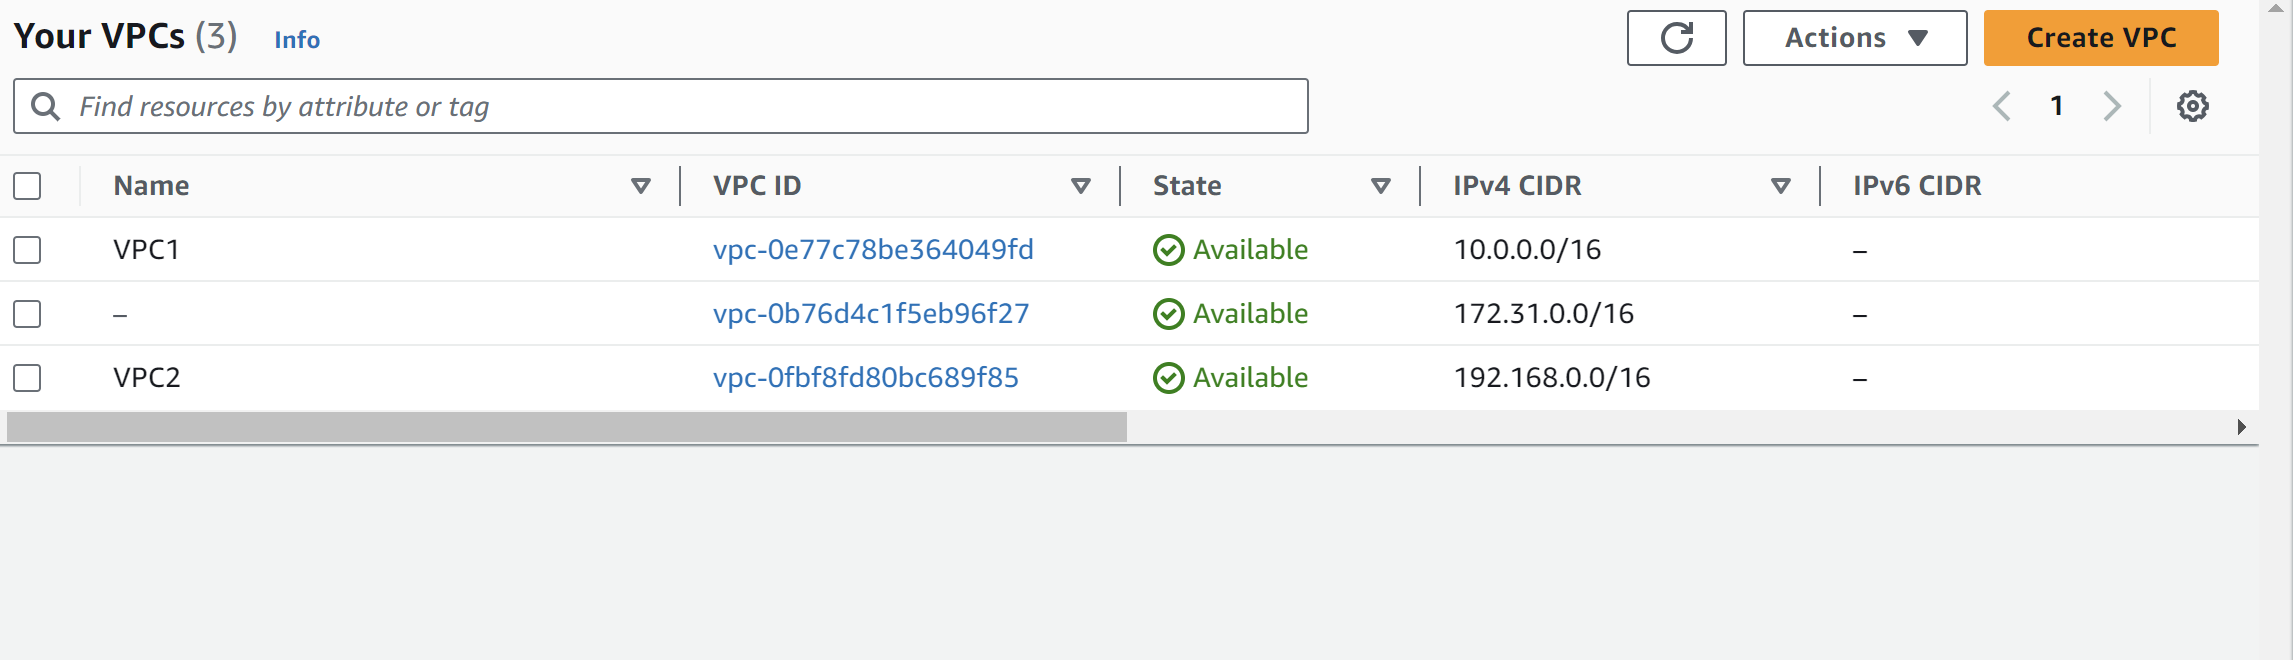 Your VPCs (3) Info
Actions Create VPC
Find resources by attribute or tag
1
Name VPC ID State IPv4 CIDR IPv6 CIDR
VPC1 vpc-0e77c78be364049fd Available 10.0.0.0/16 –
– vpc-0b76d4c1f5eb96f27 Available 172.31.0.0/16 –
VPC2 vpc-0fbf8fd80bc689f85 Available 192.168.0.0/16 –